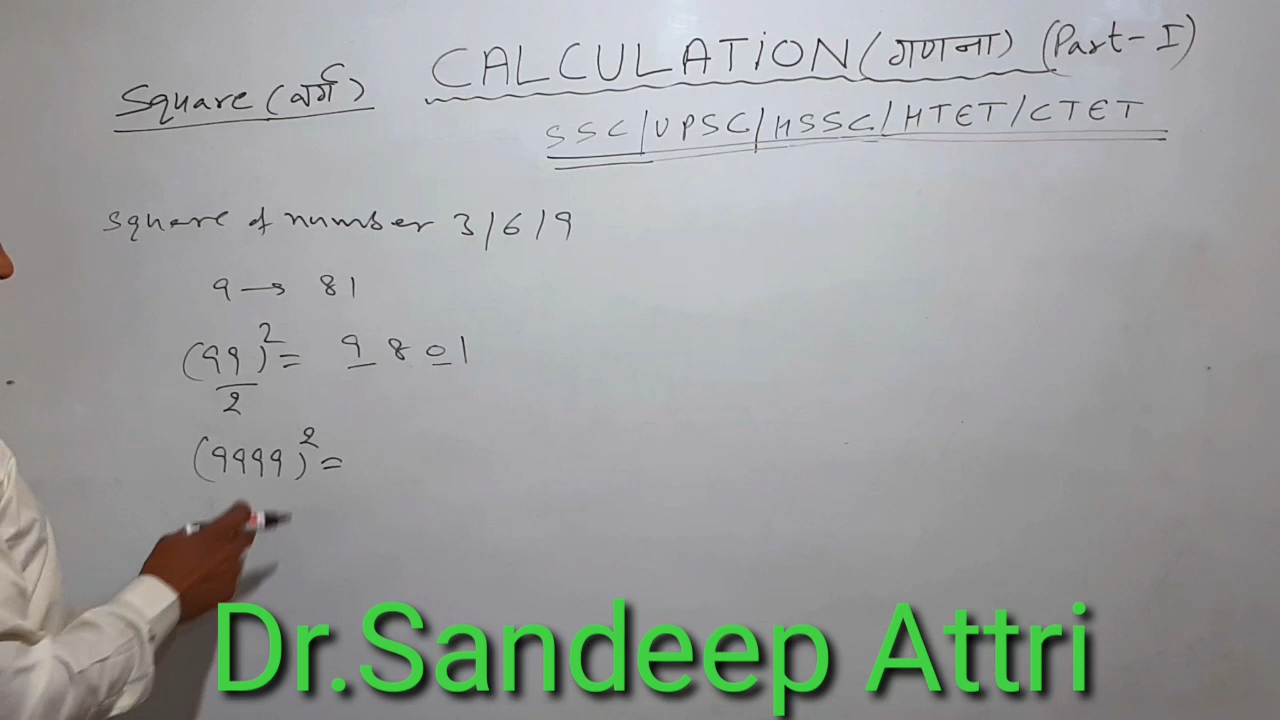 CALCULATION (गणना) (Part-I)
Square (वर्ग)
SSC/UPSC/HSSC/HTET/CTET
square of number 3/6/9
9 → 81
(99)² = 9801
2
(9999)² =
Dr.Sandeep Attri